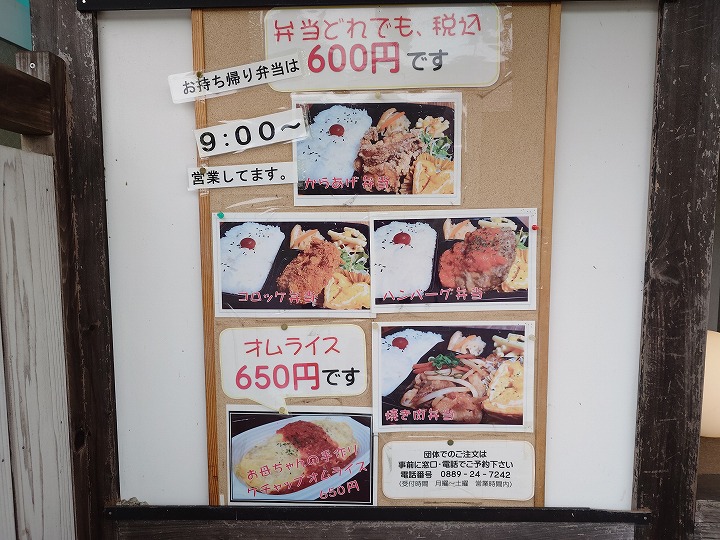 弁当どれでも、税込
600円です
お持ち帰り弁当は
9:00～
営業してます。
からあげ弁当
コロッケ弁当
ハンバーグ弁当
オムライス
650円です
焼き肉弁当
お母ちゃんの手作り
ケチャップオムライス
650円
団体でのご注文は
事前に窓口・電話でご予約下さい
電話番号 0889-24-7242
(受付時間 月曜～土曜 営業時間内)